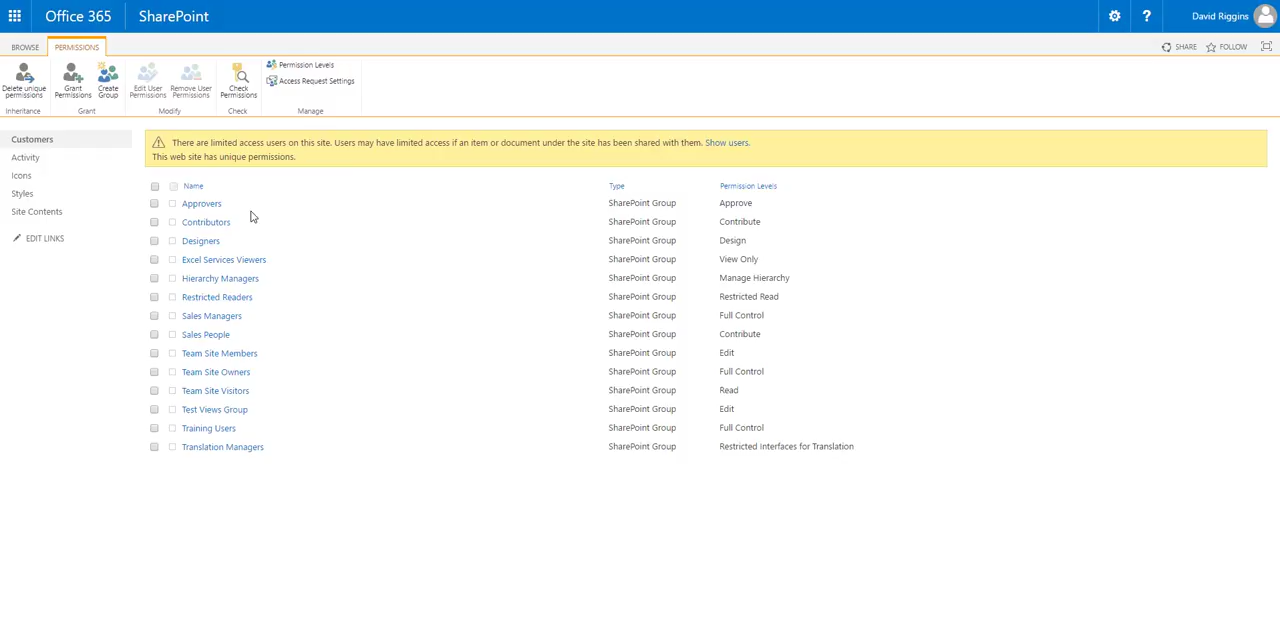 Office 365 SharePoint ? David Riggins
BROWSE PERMISSIONS SHARE FOLLOW
Delete unique permissions
Grant Permissions
Create Group
Edit User Permissions
Remove User Permissions
Check Permissions
Permission Levels
Access Request Settings
Inheritance Grant Modify Check Manage
Customers
Activity
Icons
Styles
Site Contents
EDIT LINKS
There are limited access users on this site. Users may have limited access if an item or document under the site has been shared with them. Show users.
This web site has unique permissions.
Name Type Permission Levels
Approvers SharePoint Group Approve
Contributors SharePoint Group Contribute
Designers SharePoint Group Design
Excel Services Viewers SharePoint Group View Only
Hierarchy Managers SharePoint Group Manage Hierarchy
Restricted Readers SharePoint Group Restricted Read
Sales Managers SharePoint Group Full Control
Sales People SharePoint Group Contribute
Team Site Members SharePoint Group Edit
Team Site Owners SharePoint Group Full Control
Team Site Visitors SharePoint Group Read
Test Views Group SharePoint Group Edit
Training Users SharePoint Group Full Control
Translation Managers SharePoint Group Restricted Interfaces for Translation